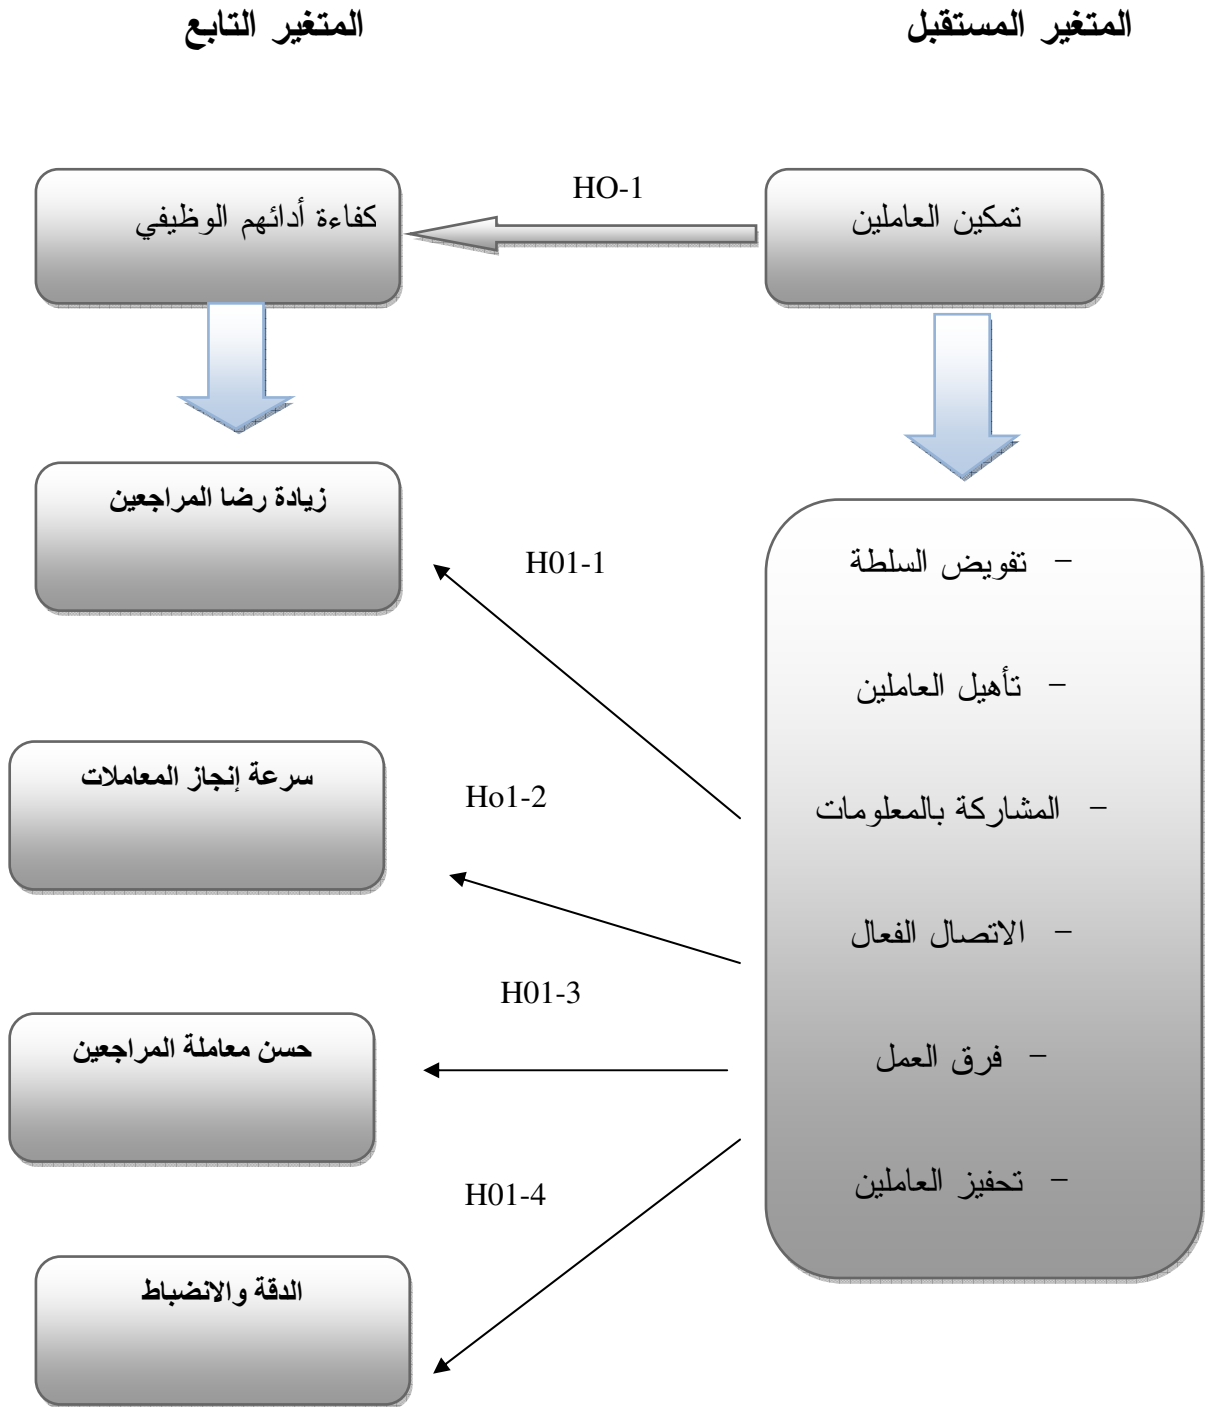 المتغير المستقبل
المتغير التابع
HO-1
تمكين العاملين
كفاءة أدائهم الوظيفي
زيادة رضا المراجعين
H01-1
- تفويض السلطة
- تأهيل العاملين
سرعة إنجاز المعاملات
Ho1-2
- المشاركة بالمعلومات
- الاتصال الفعال
H01-3
حسن معاملة المراجعين
- فرق العمل
- تحفيز العاملين
H01-4
الدقة والانضباط